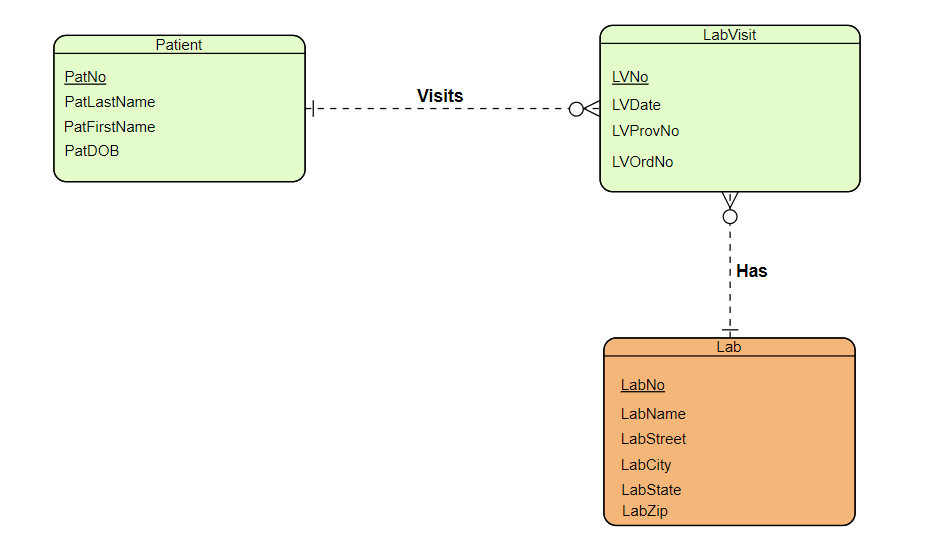 Patient
PatNo
PatLastName
PatFirstName
PatDOB
Visits
LabVisit
LVNo
LVDate
LVProvNo
LVOrdNo
Has
Lab
LabNo
LabName
LabStreet
LabCity
LabState
LabZip